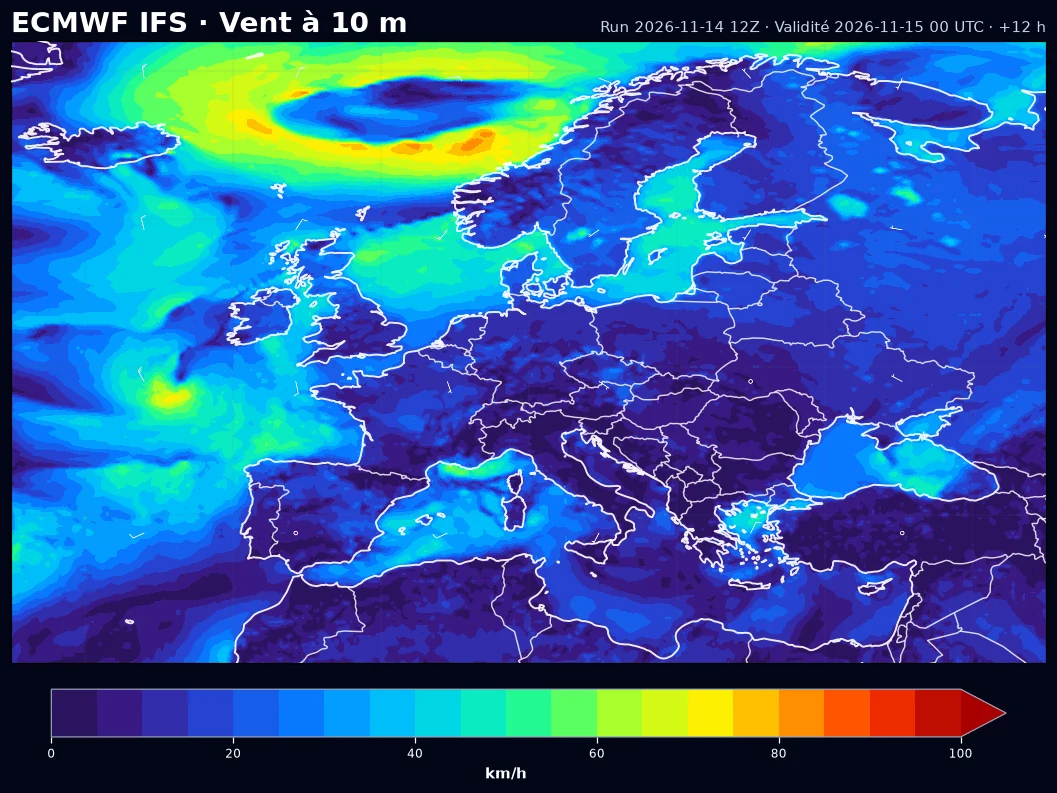 ECMWF IFS · Vent à 10 m
Run 2026-11-14 12Z · Validité 2026-11-15 00 UTC · +12 h
0 20 40 60 80 100
km/h